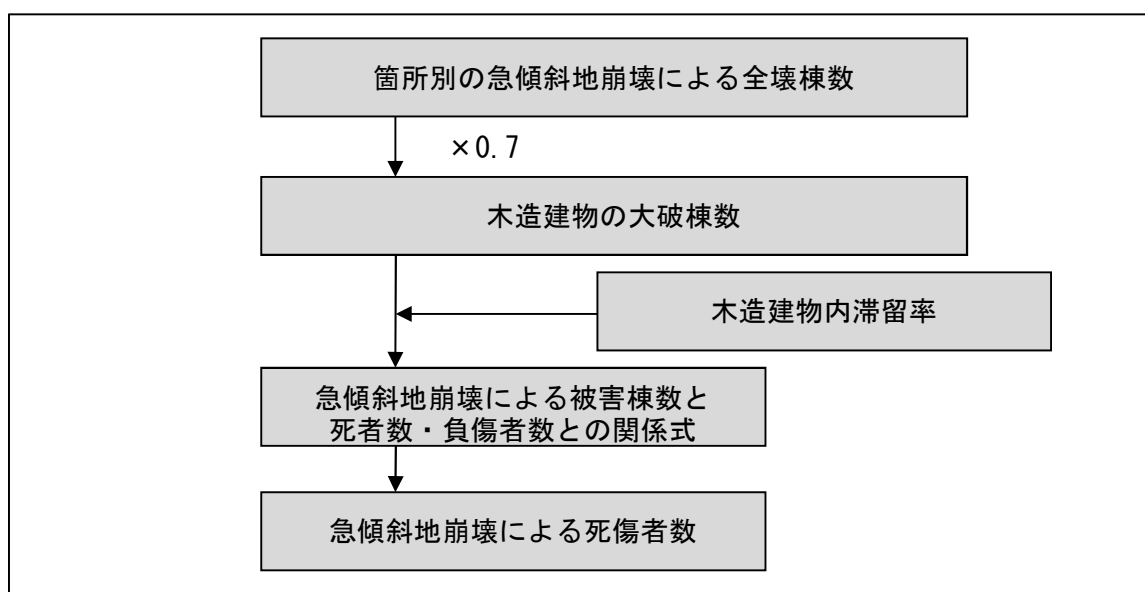 箇所別の急傾斜地崩壊による全壊棟数
×0.7
木造建物の大破棟数
木造建物内滞留率
急傾斜地崩壊による被害棟数と
死者数・負傷者数との関係式
急傾斜地崩壊による死傷者数